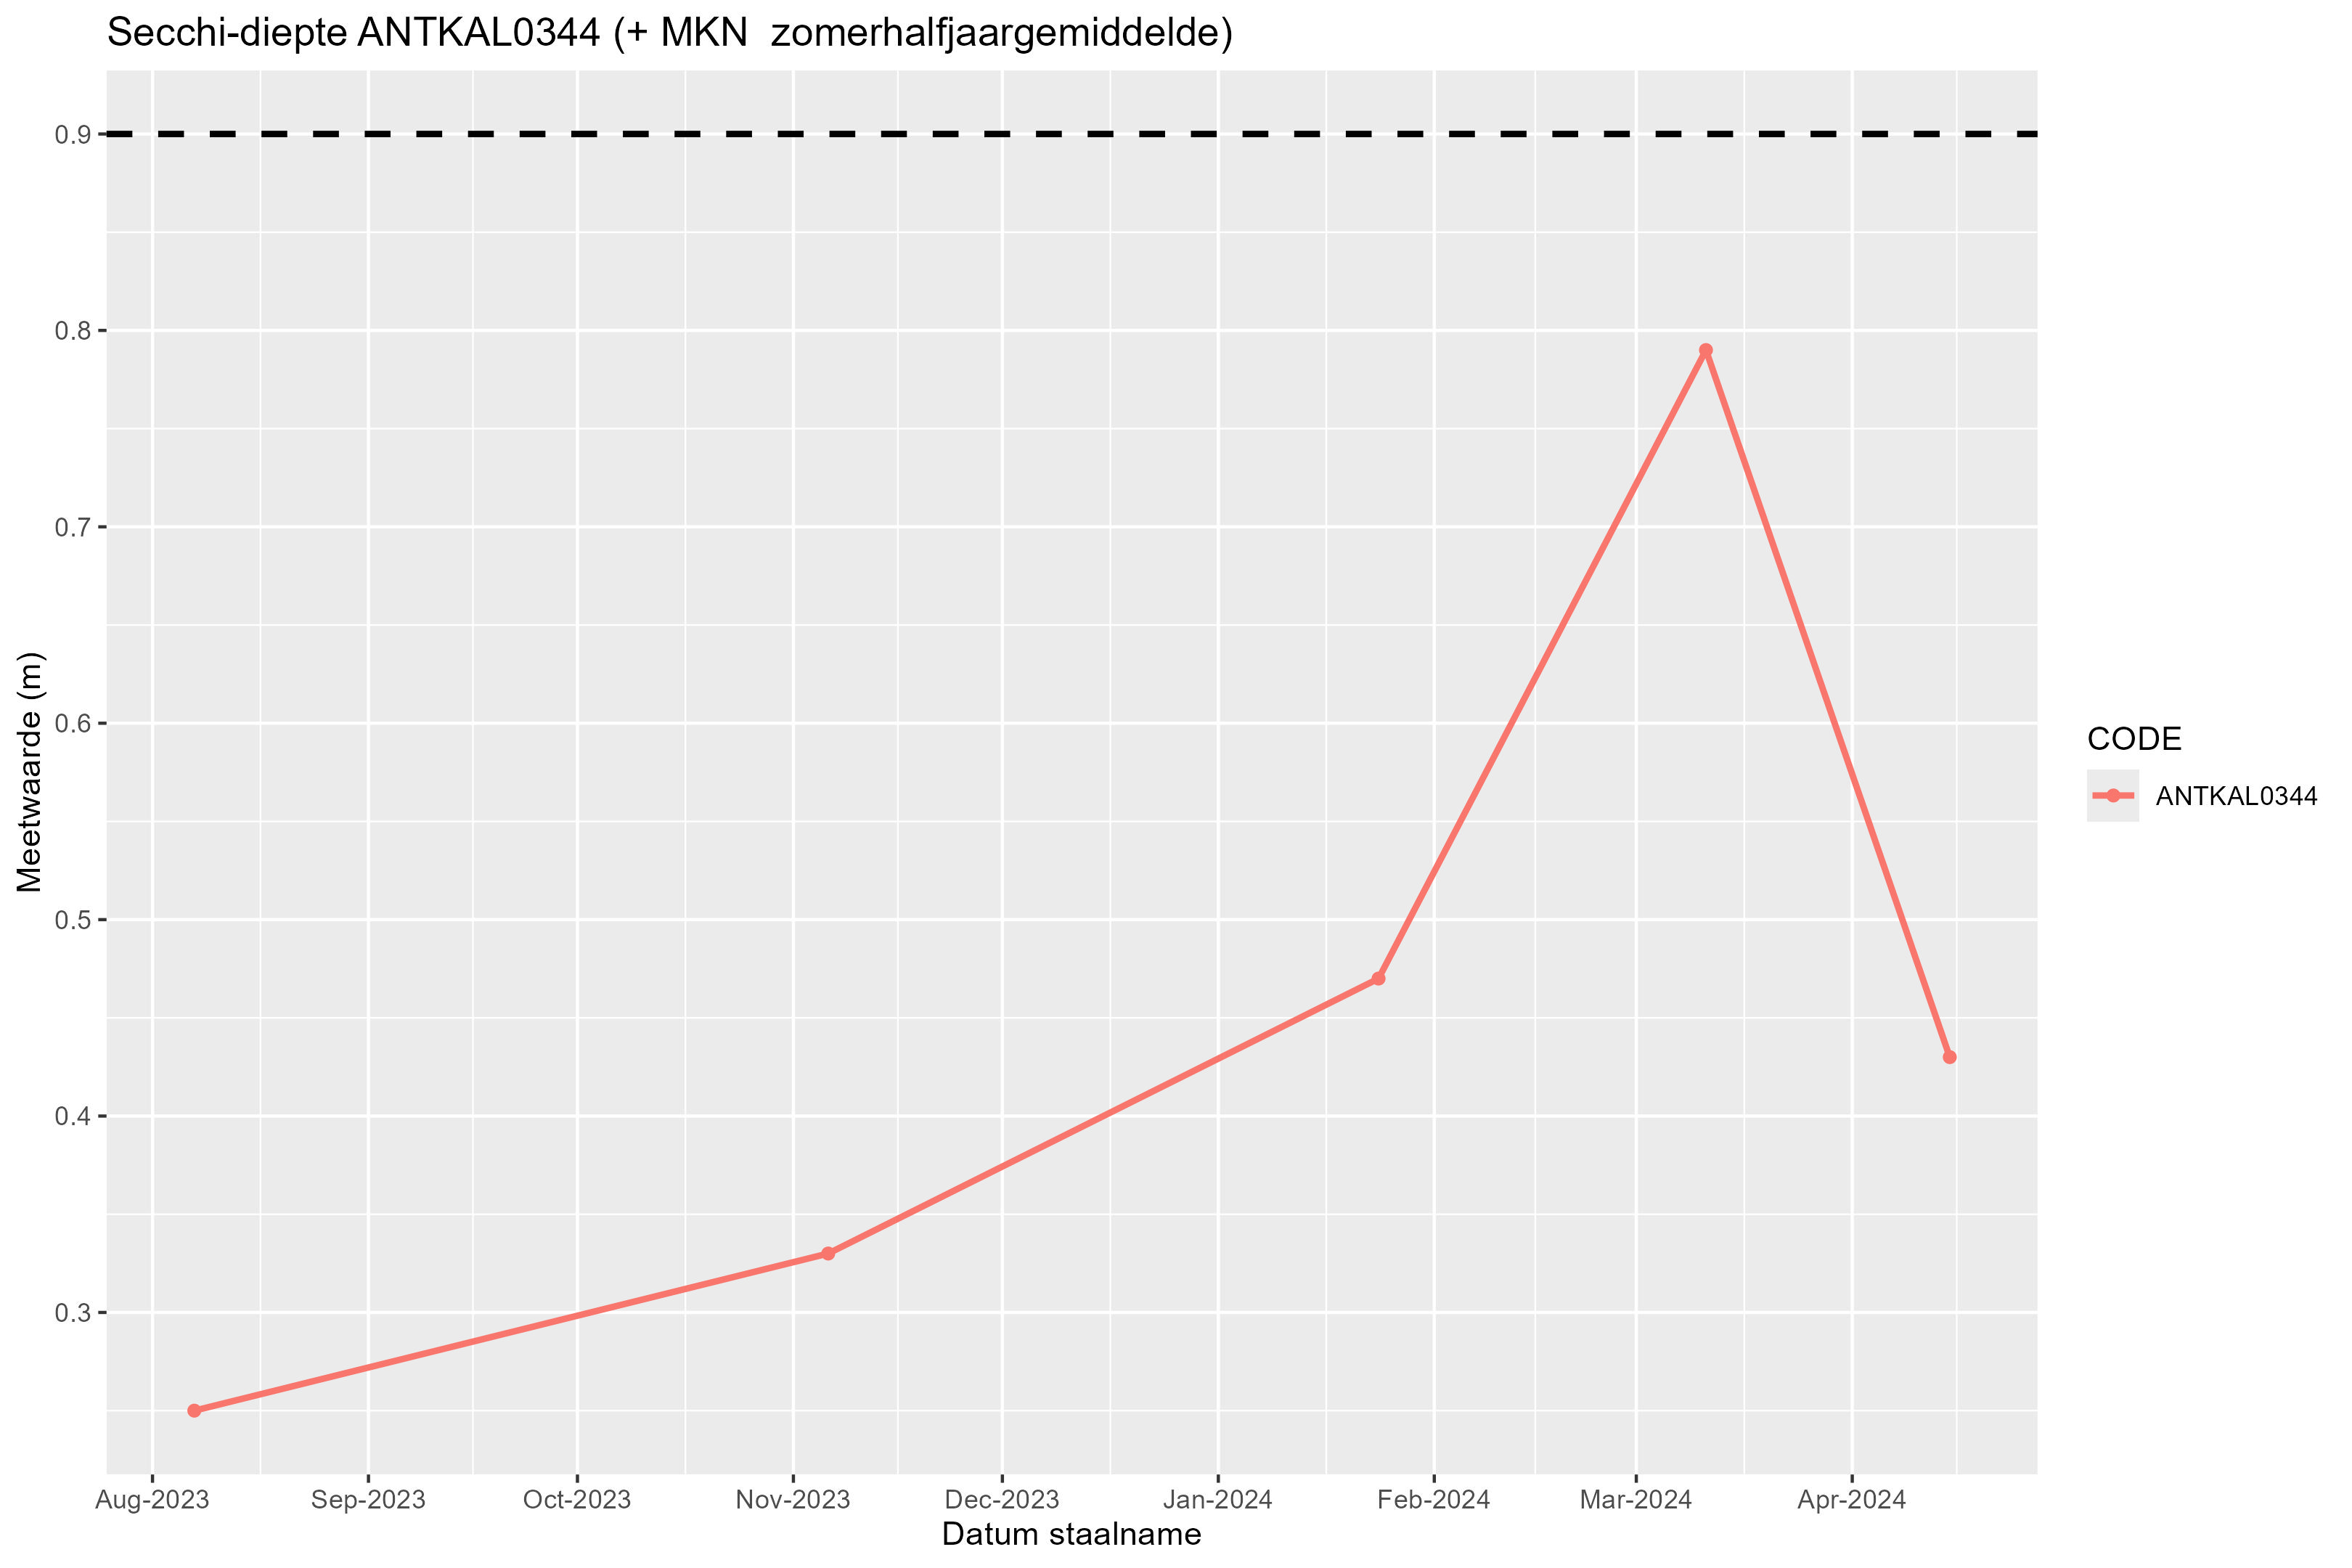 Secchi-diepte ANTKAL0344 (+ MKN  zomerhalfjaargemiddelde)
Meetwaarde (m)
0.9
0.8
0.7
0.6
0.5
0.4
0.3
Aug-2023 Sep-2023 Oct-2023 Nov-2023 Dec-2023 Jan-2024 Feb-2024 Mar-2024 Apr-2024
Datum staalname
CODE
ANTKAL0344